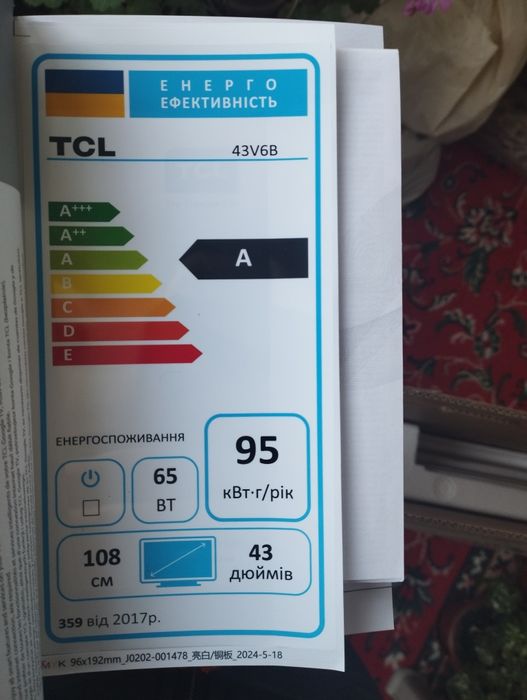 ЕНЕРГО
ЕФЕКТИВНІСТЬ
TCL
43V6B
A+++
A++
A
B
C
D
E
A
ЕНЕРГОСПОЖИВАННЯ
65
ВТ
95
кВт·г/рік
108
см
43
дюймів
359 від 2017р.
MYK 96x192mm_J0202-001478_亮白/铜板_2024-5-18